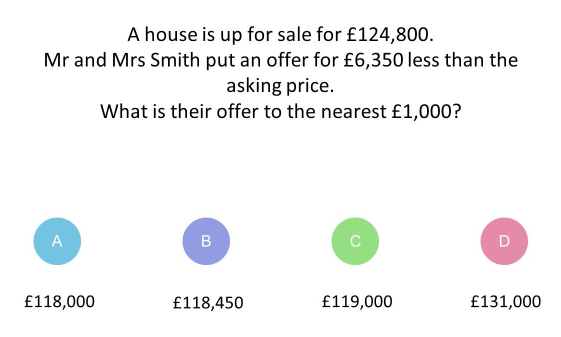 A house is up for sale for £124,800.
Mr and Mrs Smith put an offer for £6,350 less than the
asking price.
What is their offer to the nearest £1,000?
A
B
C
D
£118,000
£118,450
£119,000
£131,000